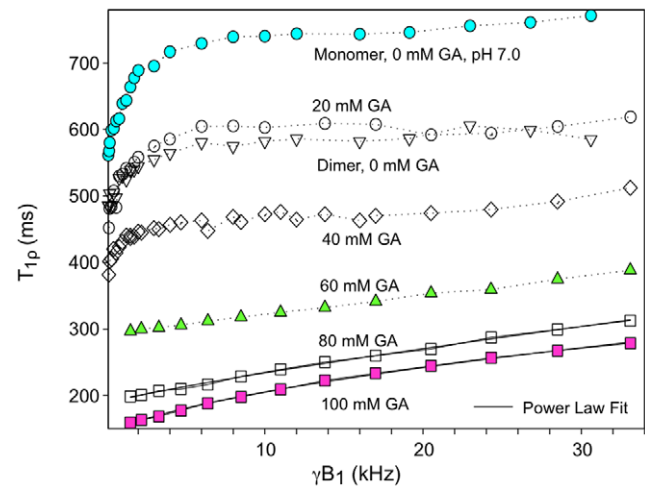 700
600
500
400
300
200
T1ρ (ms)
Monomer, 0 mM GA, pH 7.0
20 mM GA
Dimer, 0 mM GA
40 mM GA
60 mM GA
80 mM GA
100 mM GA
Power Law Fit
10 20 30
γB1 (kHz)